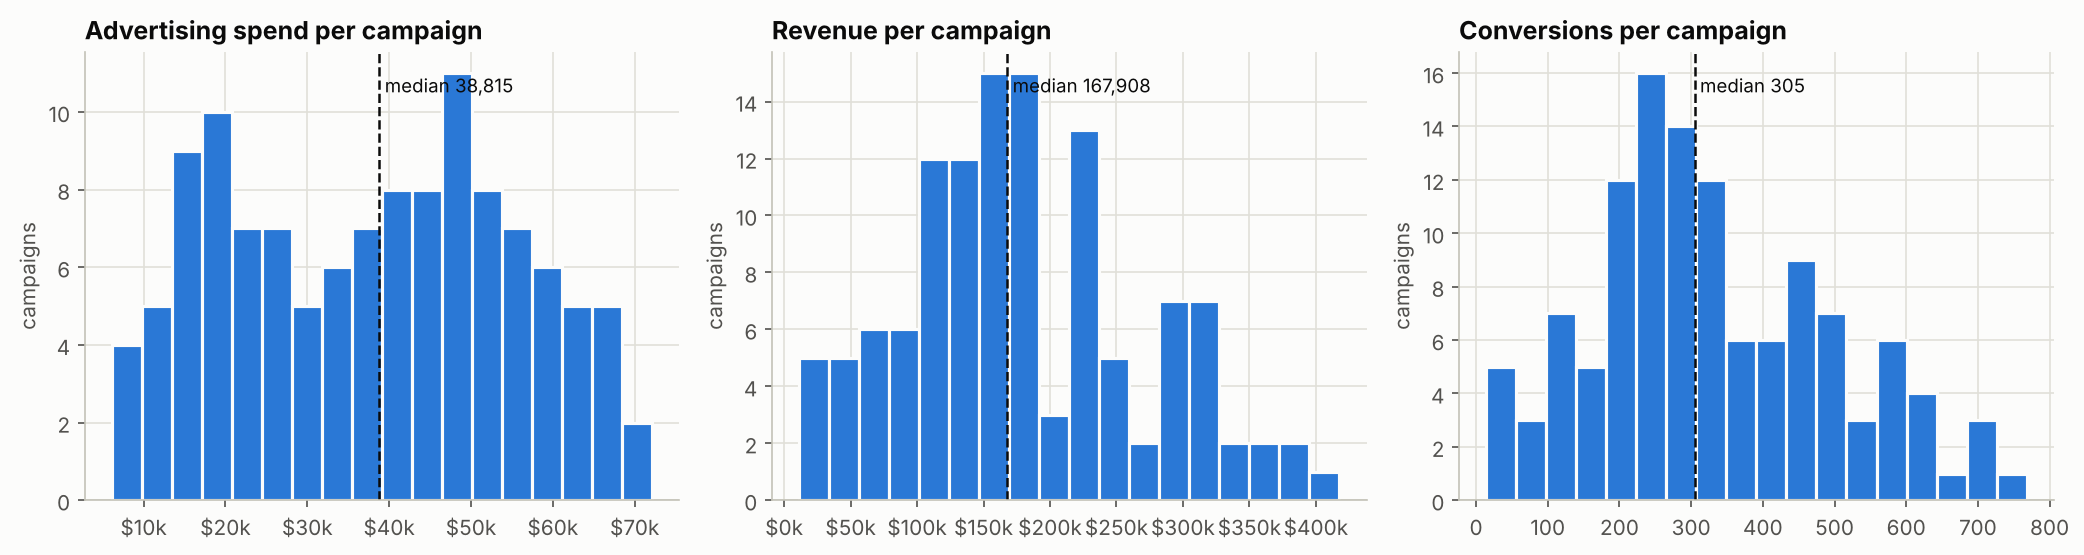 Advertising spend per campaign
median 38,815
campaigns
10
8
6
4
2
0
$10k $20k $30k $40k $50k $60k $70k
Revenue per campaign
median 167,908
campaigns
14
12
10
8
6
4
2
0
$0k $50k $100k $150k $200k $250k $300k $350k $400k
Conversions per campaign
median 305
campaigns
16
14
12
10
8
6
4
2
0
0 100 200 300 400 500 600 700 800